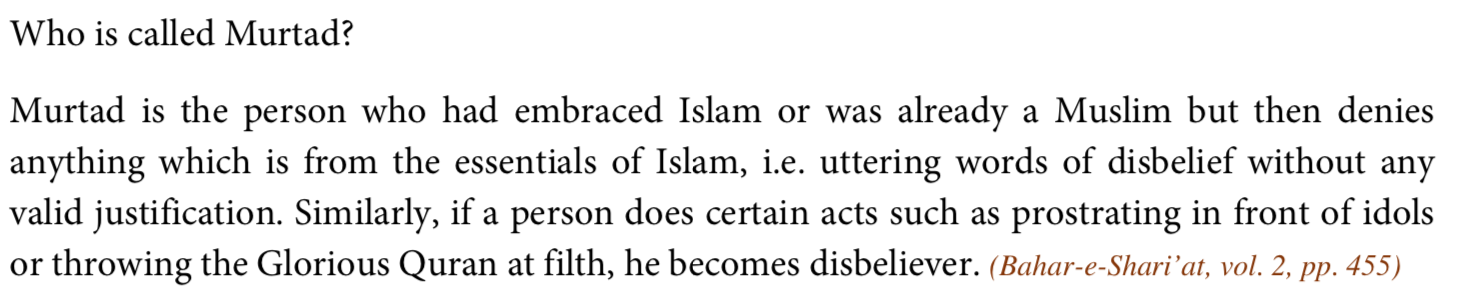 Who is called Murtad?
Murtad is the person who had embraced Islam or was already a Muslim but then denies
anything which is from the essentials of Islam, i.e. uttering words of disbelief without any
valid justification. Similarly, if a person does certain acts such as prostrating in front of idols
or throwing the Glorious Quran at filth, he becomes disbeliever. (Bahar-e-Shari’at, vol. 2, pp. 455)